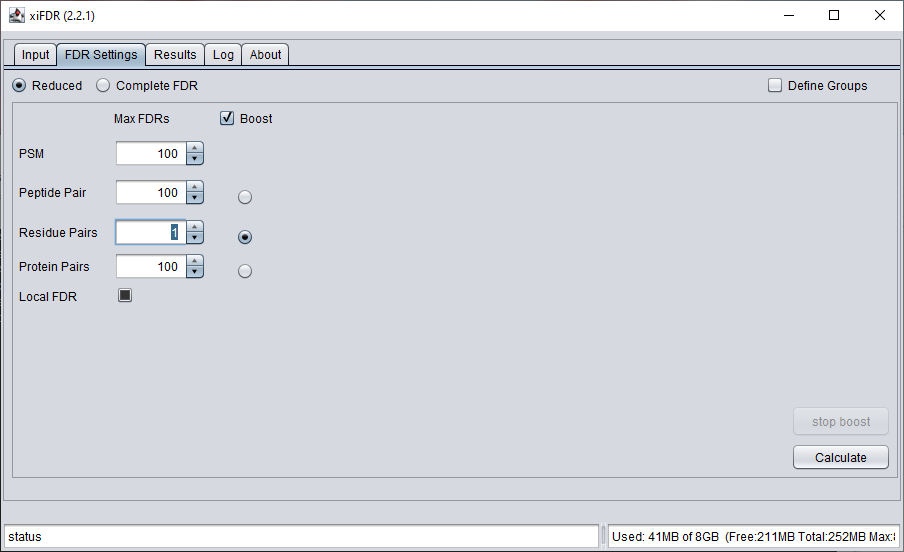 xiFDR (2.2.1)
Input FDR Settings Results Log About
Reduced Complete FDR Define Groups
Max FDRs Boost
PSM 100
Peptide Pair 100
Residue Pairs 1
Protein Pairs 100
Local FDR
stop boost
Calculate
status Used: 41MB of 8GB (Free:211MB Total:252MB Max: